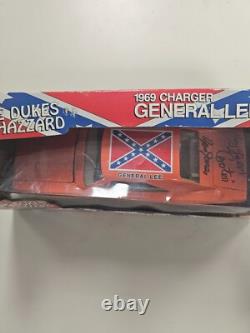 E DUKES
HAZZARD
1969 CHARGER
GENERAL LEE
GENERAL LEE